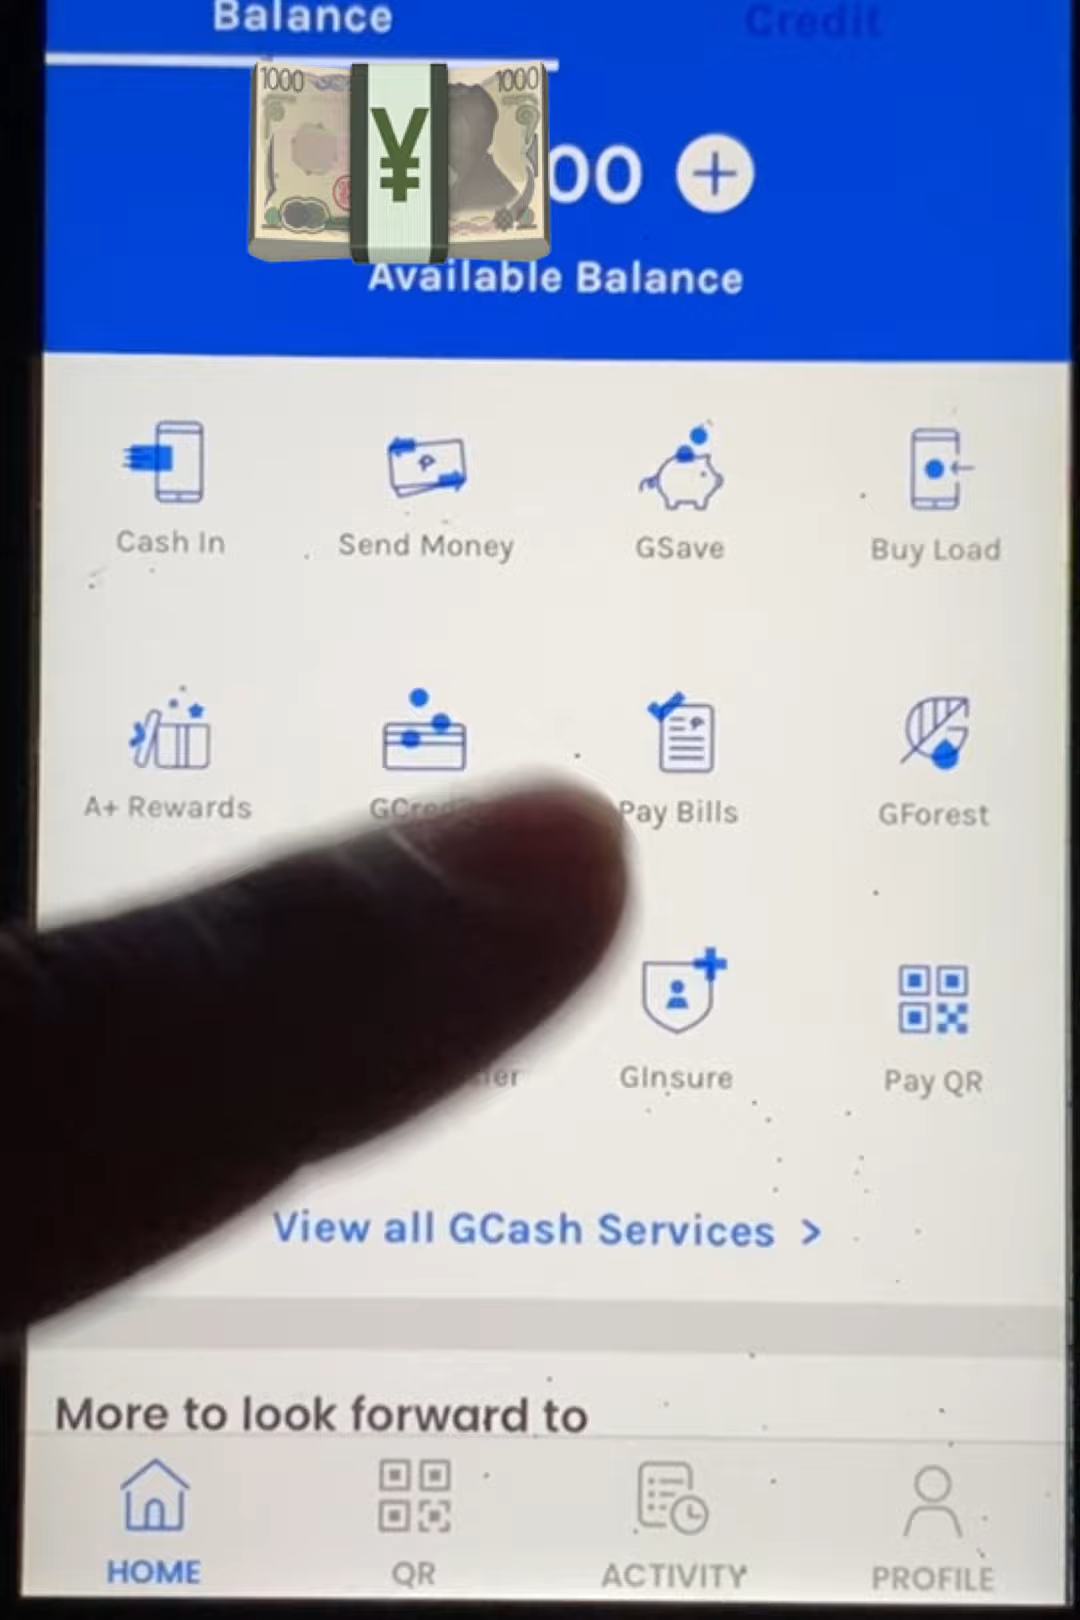 Balance Credit
1000 1000
¥
00
Available Balance
Cash In Send Money GSave Buy Load
A+ Rewards GCredit Pay Bills GForest
GInsure Pay QR
View all GCash Services >
More to look forward to
HOME QR ACTIVITY PROFILE